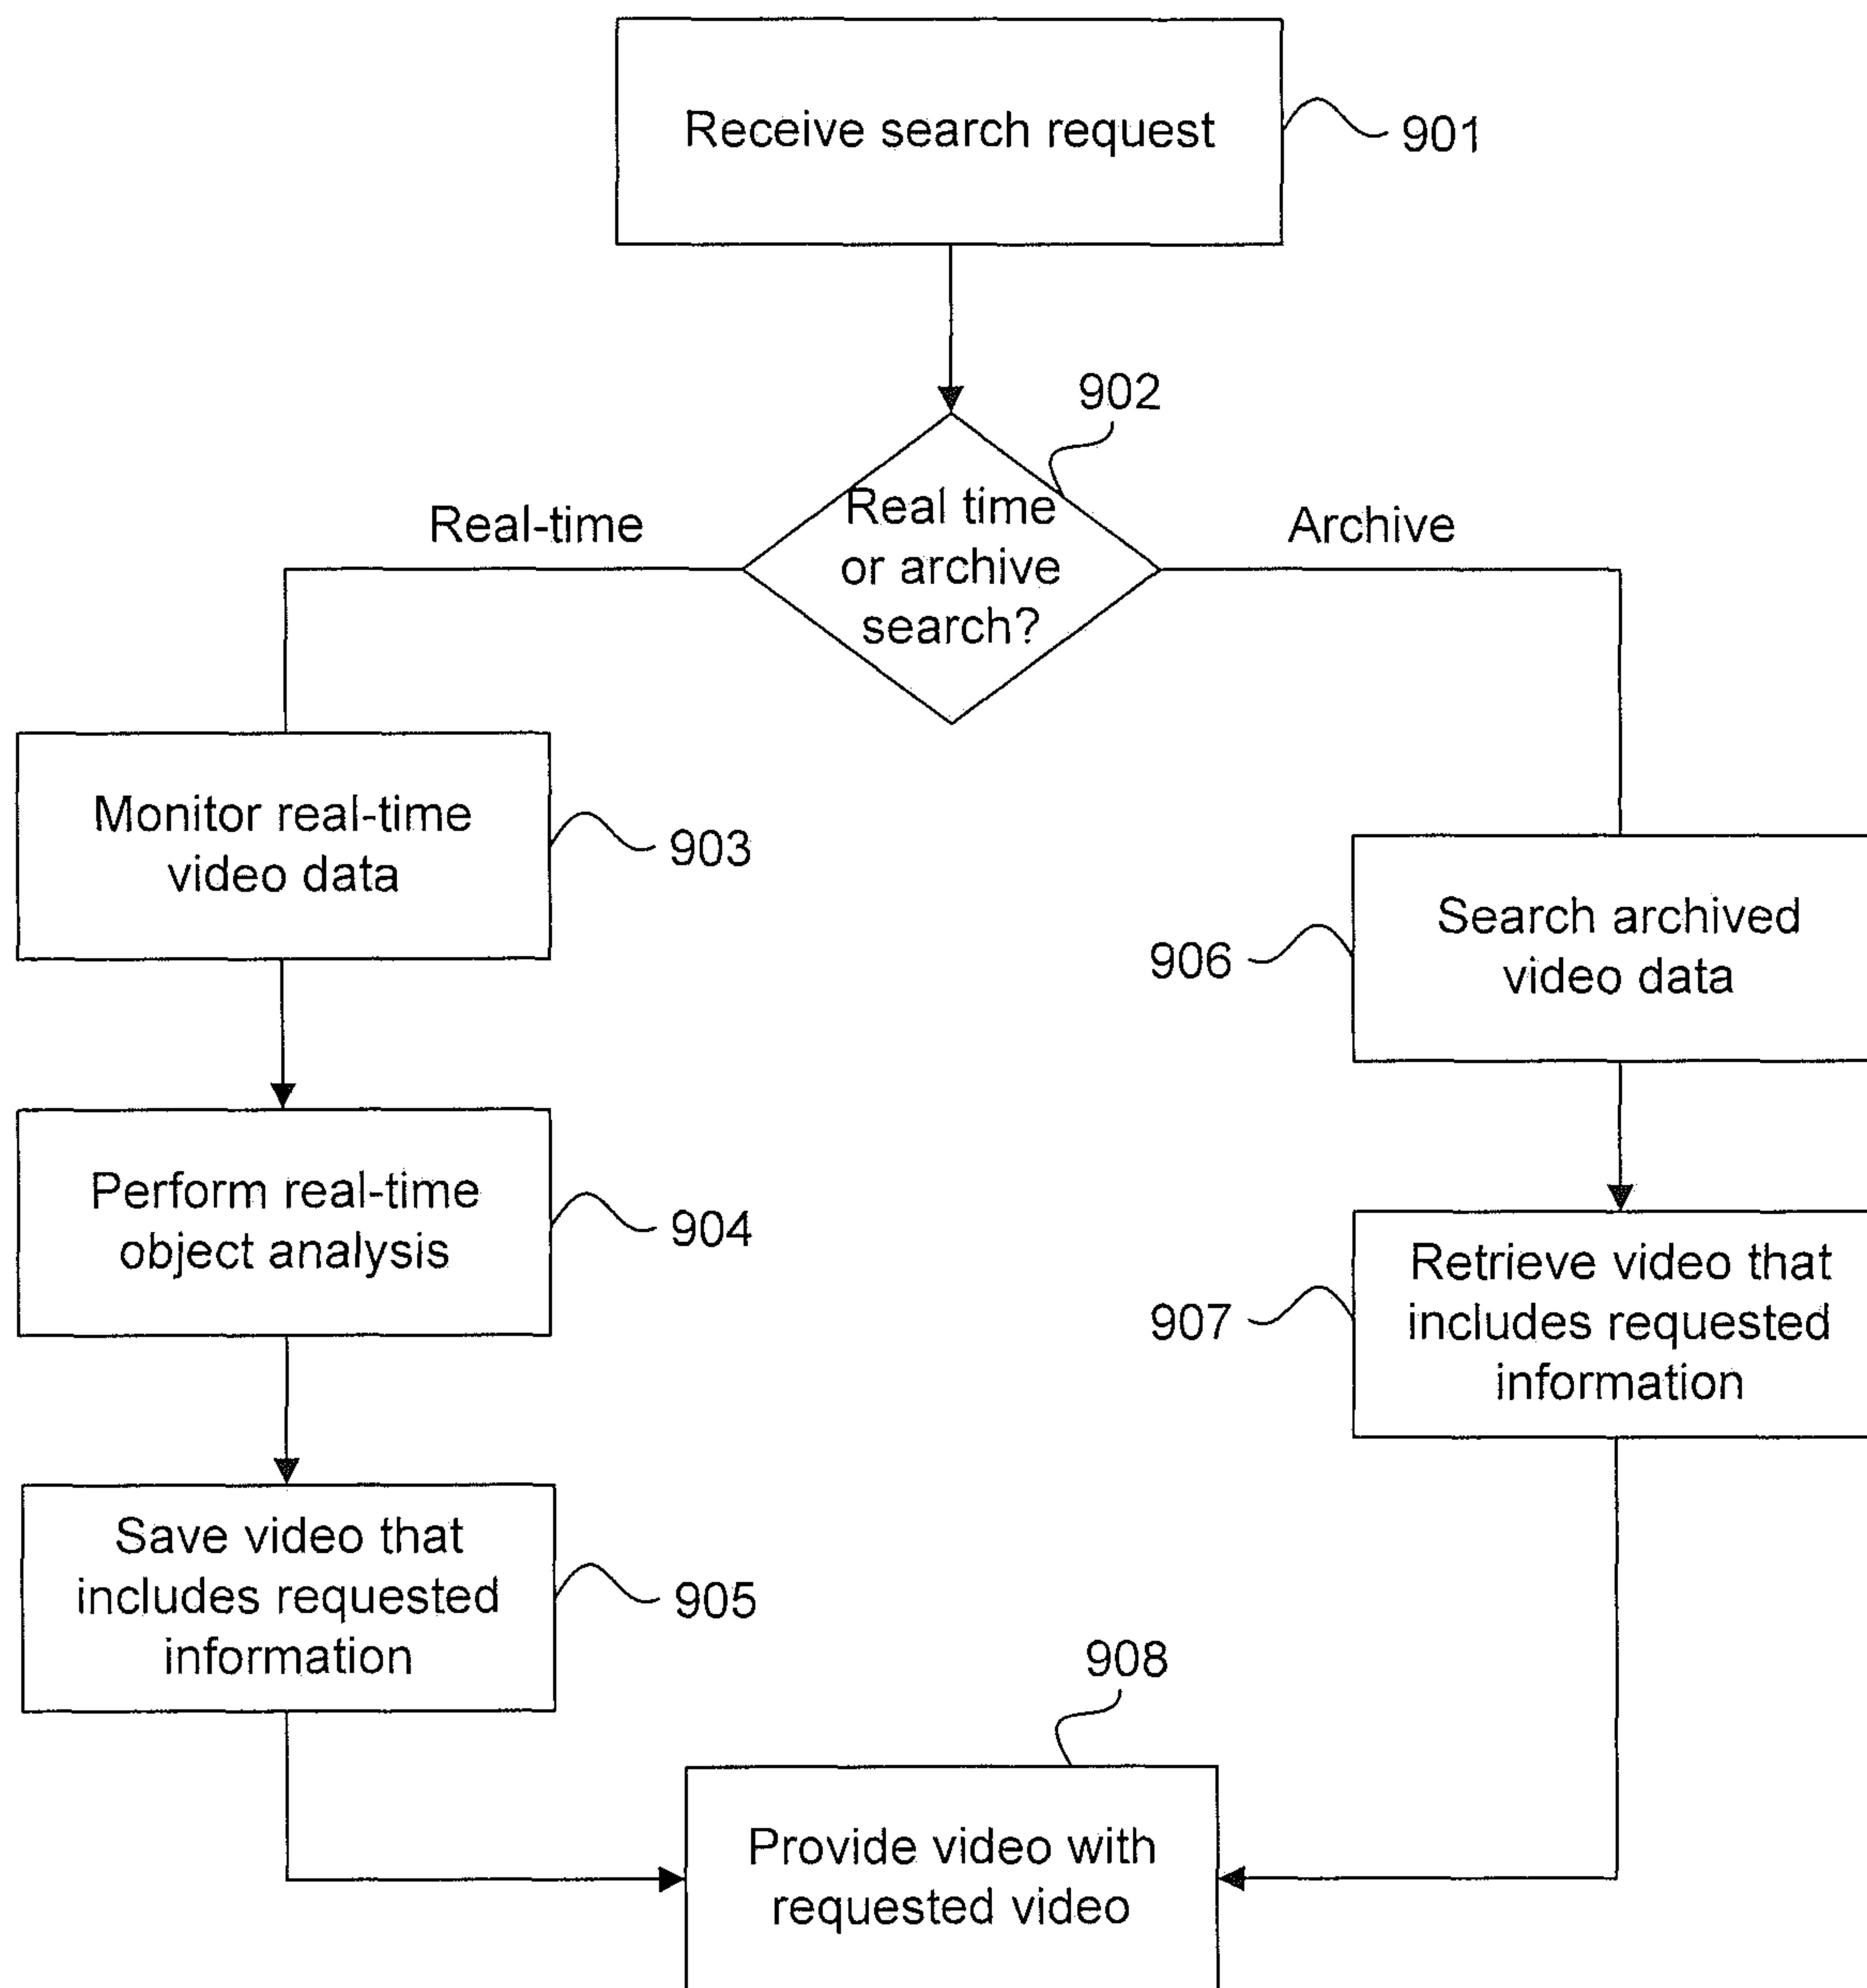 Receive search request
901
902
Real time
or archive
search?
Real-time
Archive
Monitor real-time
video data
903
Perform real-time
object analysis
904
Save video that
includes requested
information
905
Search archived
video data
906
Retrieve video that
includes requested
information
907
908
Provide video with
requested video